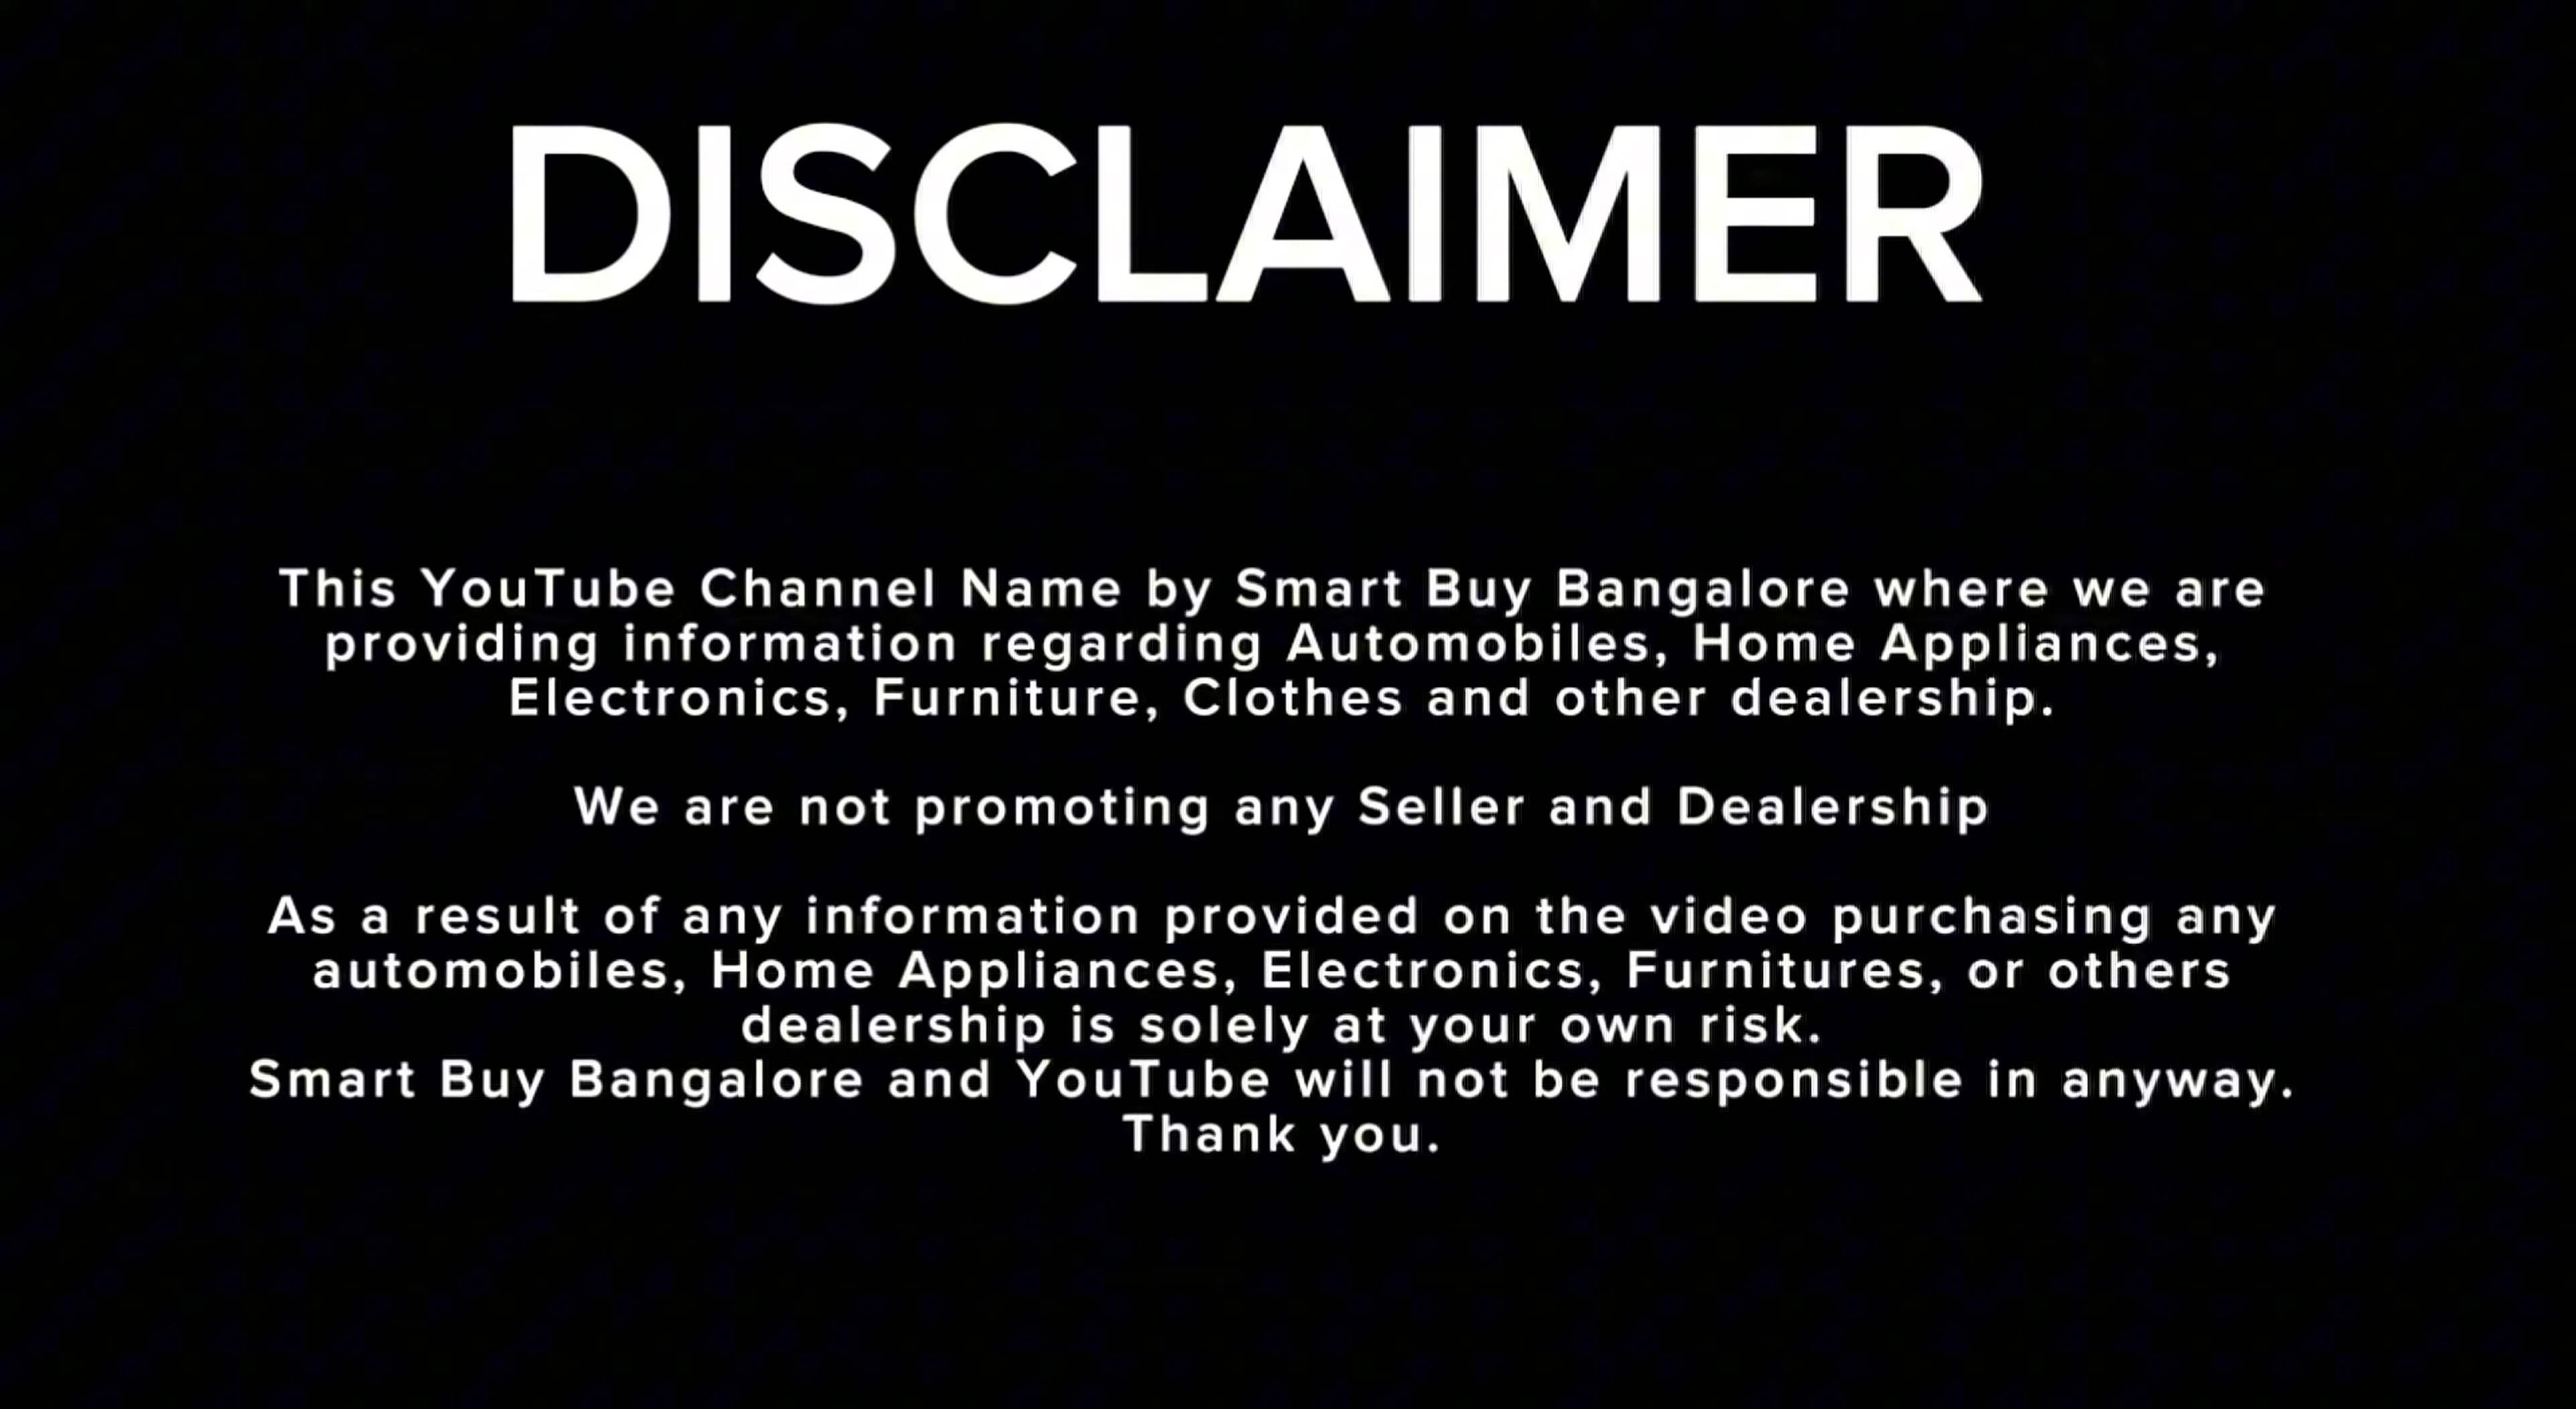 DISCLAIMER
This YouTube Channel Name by Smart Buy Bangalore where we are
providing information regarding Automobiles, Home Appliances,
Electronics, Furniture, Clothes and other dealership.
We are not promoting any Seller and Dealership
As a result of any information provided on the video purchasing any
automobiles, Home Appliances, Electronics, Furnitures, or others
dealership is solely at your own risk.
Smart Buy Bangalore and YouTube will not be responsible in anyway.
Thank you.